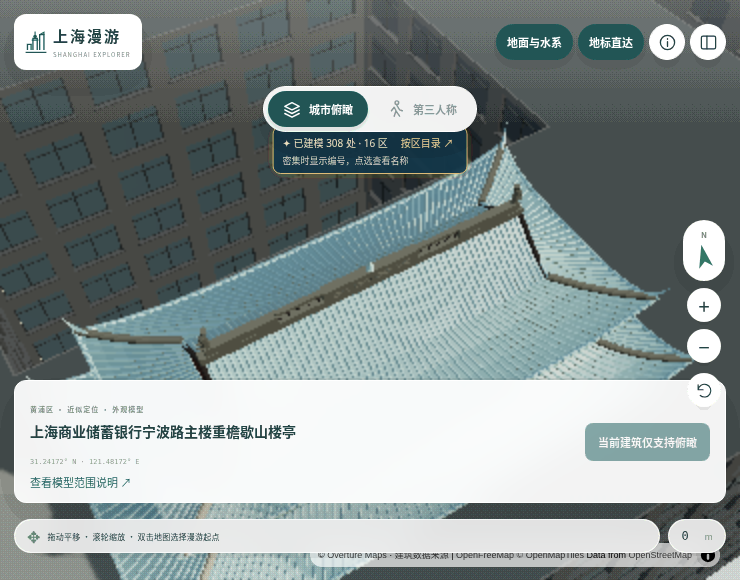 上海漫游
SHANGHAI EXPLORER
地面与水系
地标直达
城市俯瞰
第三人称
✦ 已建模 308 处 · 16 区 按区目录 ↗
密集时显示编号，点选查看名称
N
+
−
黄浦区 · 近似定位 · 外观模型
上海商业储蓄银行宁波路主楼重檐歇山楼亭
31.24172° N · 121.48172° E
查看模型范围说明 ↗
当前建筑仅支持俯瞰
拖动平移 · 滚轮缩放 · 双击地图选择漫游起点
0 m
© Overture Maps · 建筑数据来源 | OpenFreeMap © OpenMapTiles Data from OpenStreetMap